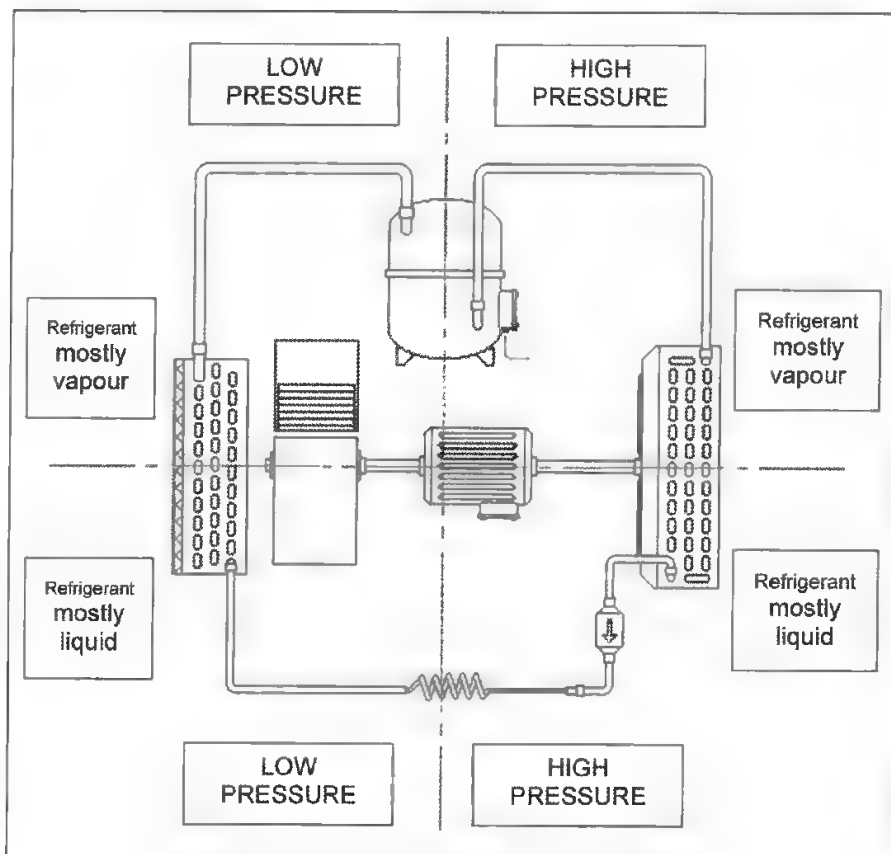 LOW
PRESSURE
HIGH
PRESSURE
Refrigerant
mostly
vapour
Refrigerant
mostly
vapour
Refrigerant
mostly
liquid
Refrigerant
mostly
liquid
LOW
PRESSURE
HIGH
PRESSURE